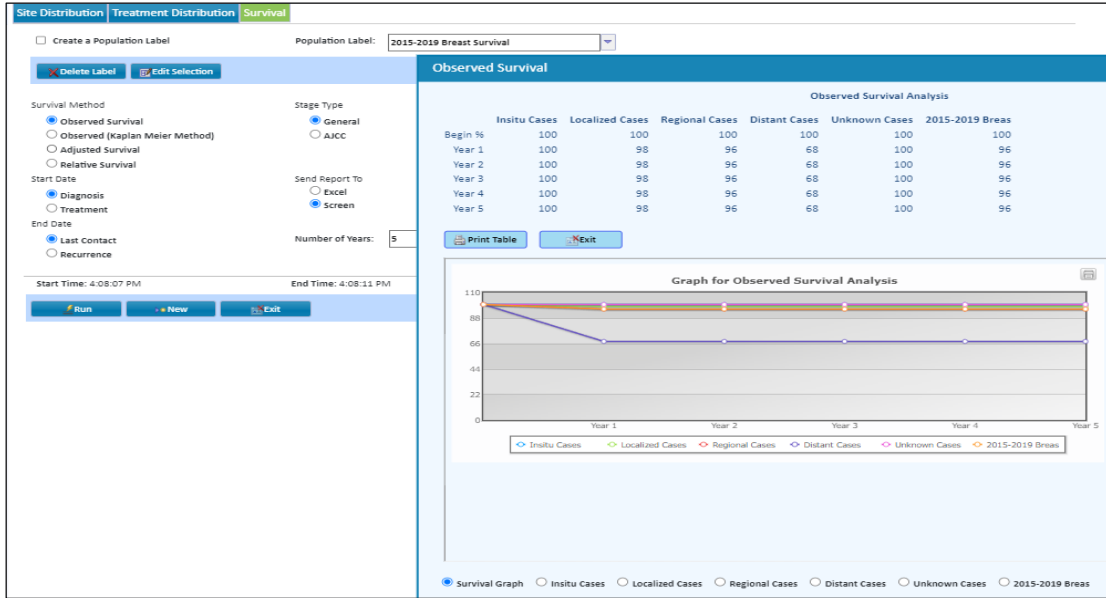 Site Distribution Treatment Distribution Survival
Create a Population Label Population Label: 2015-2019 Breast Survival
Delete Label Edit Selection
Survival Method Stage Type
Observed Survival General
Observed (Kaplan Meier Method) AJCC
Adjusted Survival
Relative Survival
Start Date Send Report To
Diagnosis Excel
Treatment Screen
End Date
Last Contact Number of Years: 5
Recurrence
Start Time: 4:08:07 PM End Time: 4:08:11 PM
Run New Exit
Observed Survival
Observed Survival Analysis
Insitu Cases Localized Cases Regional Cases Distant Cases Unknown Cases 2015-2019 Breas
Begin % 100 100 100 100 100 100
Year 1 100 98 96 68 100 96
Year 2 100 98 96 68 100 96
Year 3 100 98 96 68 100 96
Year 4 100 98 96 68 100 96
Year 5 100 98 96 68 100 96
Print Table Exit
Graph for Observed Survival Analysis
110
88
66
44
22
0
Year 1 Year 2 Year 3 Year 4 Year 5
Insitu Cases Localized Cases Regional Cases Distant Cases Unknown Cases 2015-2019 Breas
Survival Graph Insitu Cases Localized Cases Regional Cases Distant Cases Unknown Cases 2015-2019 Breas